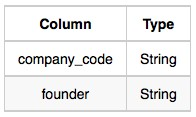 Column Type
company_code String
founder String